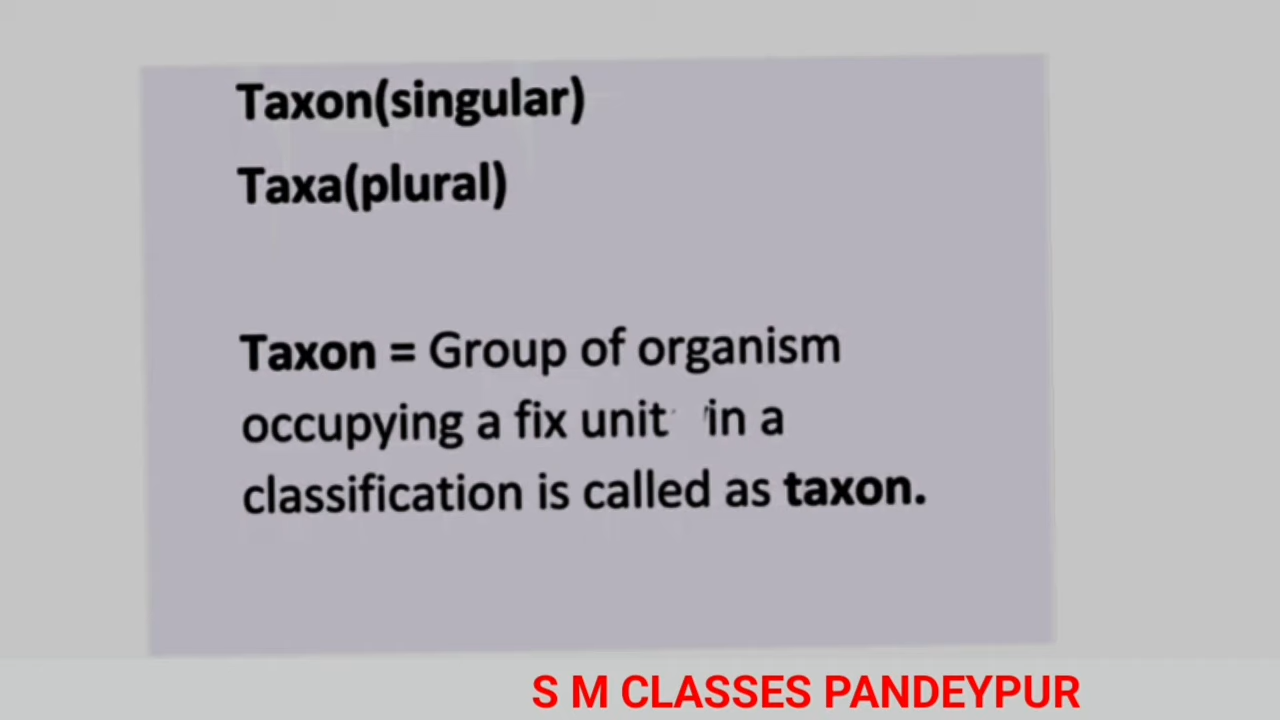 Taxon(singular)
Taxa(plural)
Taxon = Group of organism
occupying a fix unit in a
classification is called as taxon.
S M CLASSES PANDEYPUR